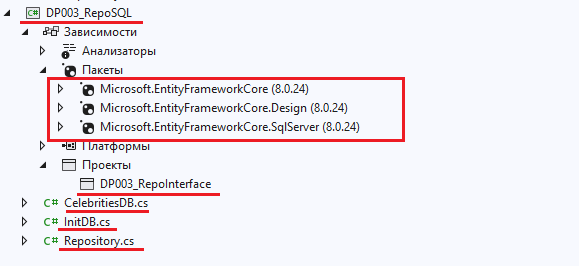 DP003_RepoSQL
Зависимости
Анализаторы
Пакеты
Microsoft.EntityFrameworkCore (8.0.24)
Microsoft.EntityFrameworkCore.Design (8.0.24)
Microsoft.EntityFrameworkCore.SqlServer (8.0.24)
Платформы
Проекты
DP003_RepoInterface
C# CelebritiesDB.cs
C# InitDB.cs
C# Repository.cs